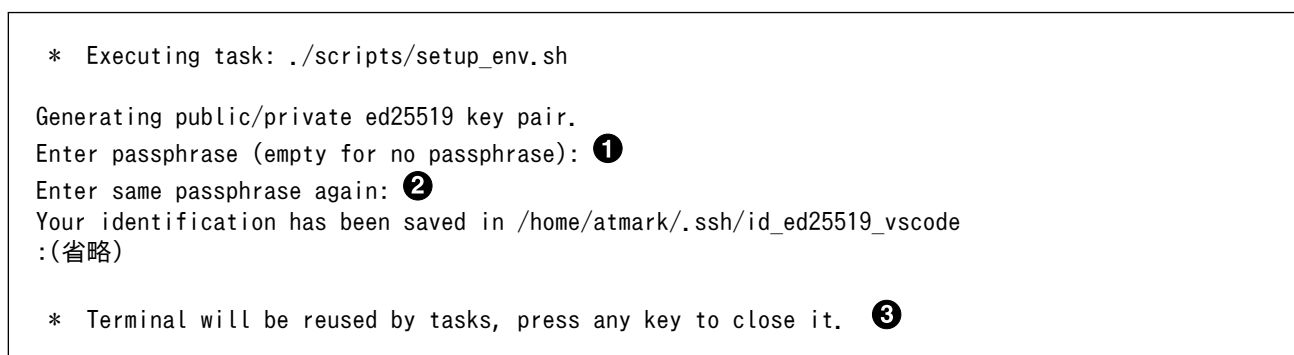 *  Executing task: ./scripts/setup_env.sh
Generating public/private ed25519 key pair.
Enter passphrase (empty for no passphrase): ❶
Enter same passphrase again: ❷
Your identification has been saved in /home/atmark/.ssh/id_ed25519_vscode
:(省略)
*  Terminal will be reused by tasks, press any key to close it. ❸